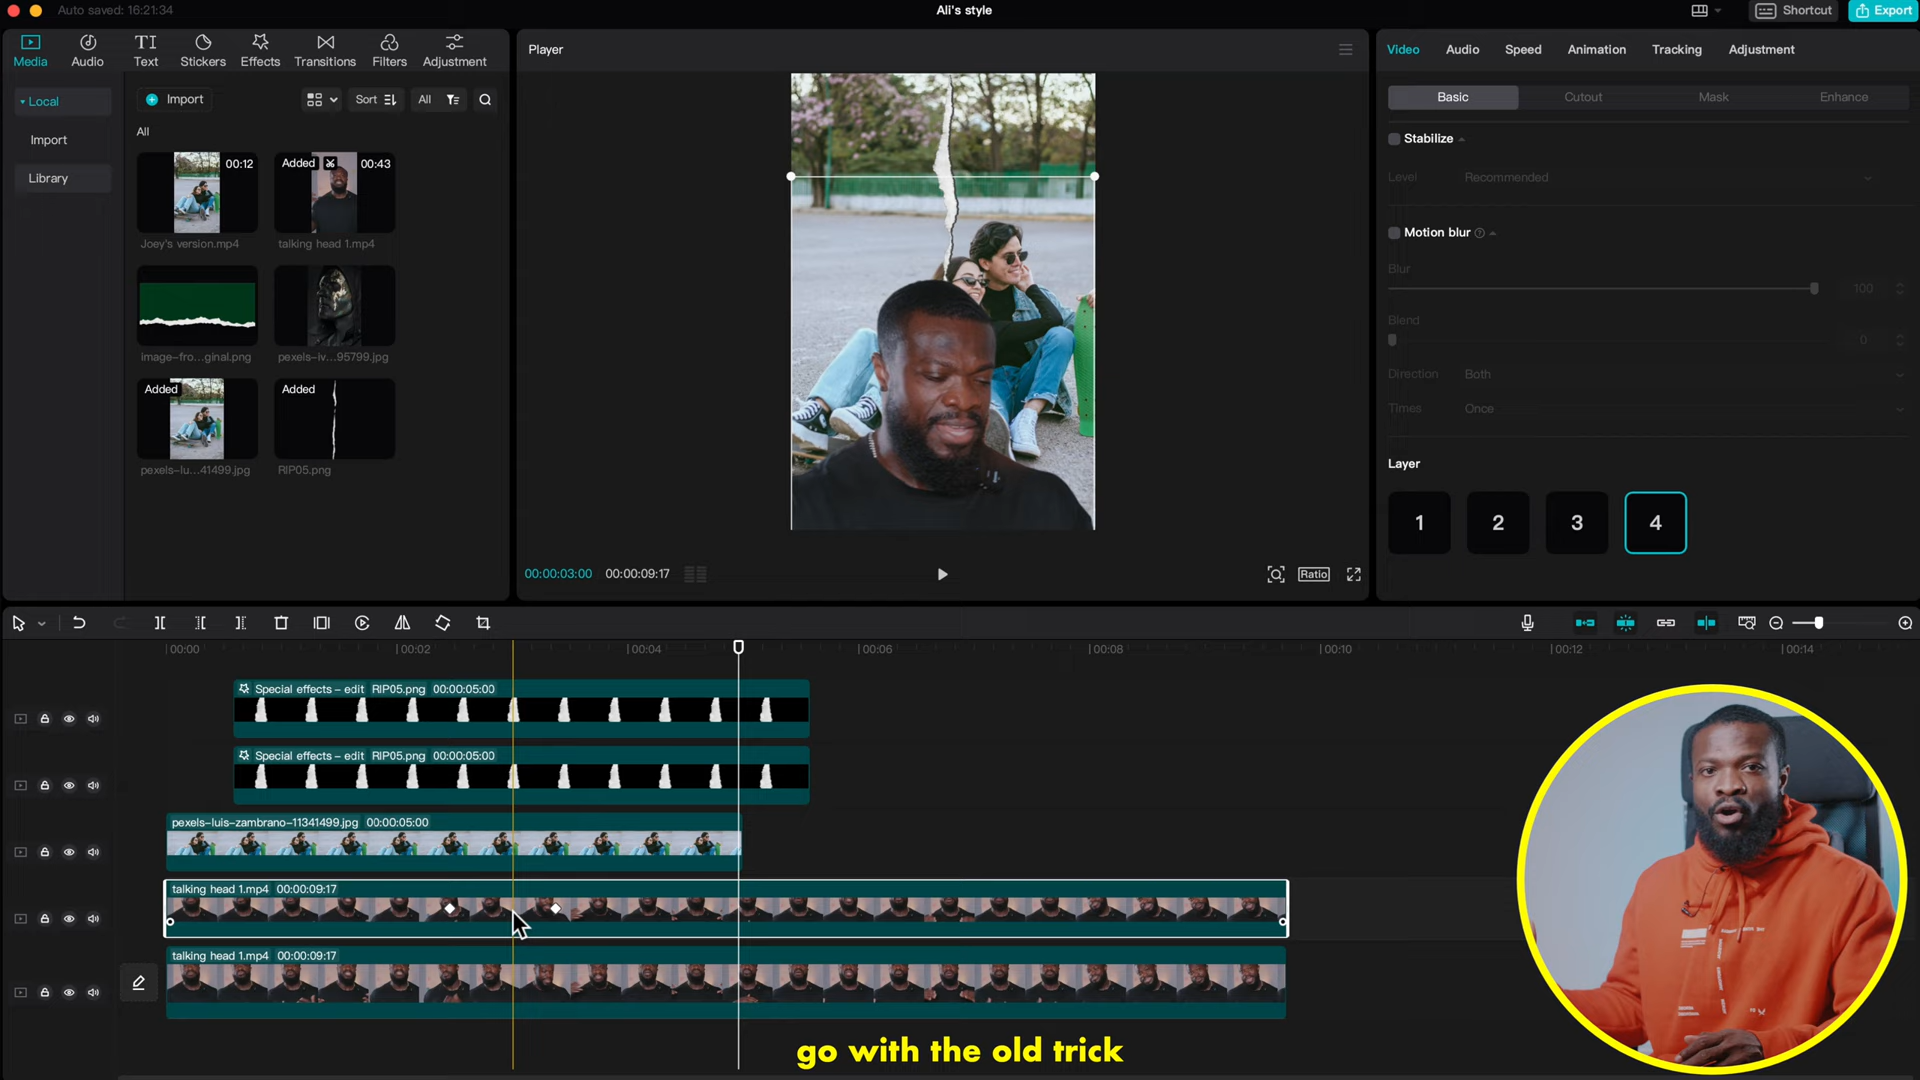 Auto saved: 16:21:34
Ali's style
Shortcut
Export
Media
Audio
Text
Stickers
Effects
Transitions
Filters
Adjustment
Local
Import
Library
Import
Sort
All
All
00:12
Joey's version.mp4
Added
00:43
talking head 1.mp4
image-fro...ginal.png
pexels-iv...95799.jpg
Added
pexels-lu...41499.jpg
Added
RIP05.png
Player
00:00:03:00
00:00:09:17
Ratio
Video
Audio
Speed
Animation
Tracking
Adjustment
Basic
Cutout
Mask
Enhance
Stabilize
Level
Recommended
Motion blur
Blur
100
Blend
0
Direction
Both
Times
Once
Layer
1
2
3
4
00:00
00:02
00:04
00:06
00:08
00:10
00:12
00:14
Special effects – edit RIP05.png 00:00:05:00
Special effects – edit RIP05.png 00:00:05:00
pexels-luis-zambrano-11341499.jpg 00:00:05:00
talking head 1.mp4 00:00:09:17
talking head 1.mp4 00:00:09:17
go with the old trick